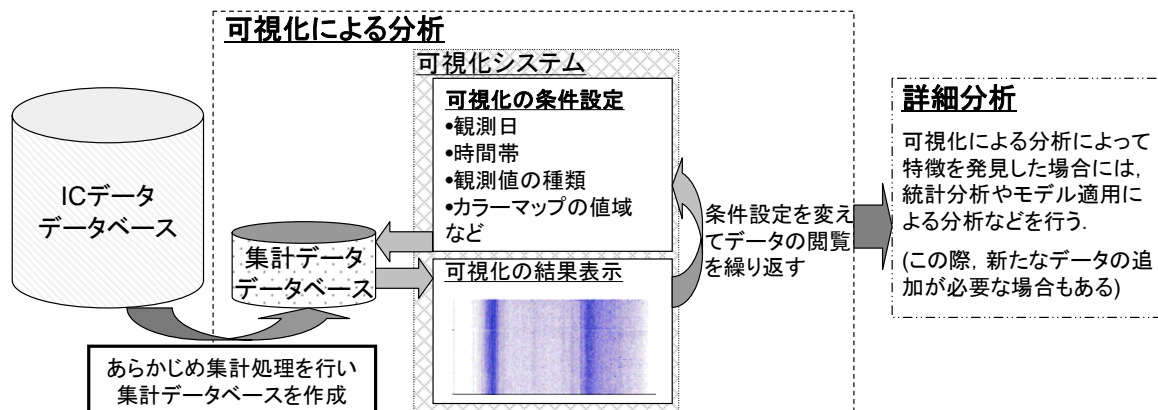 可視化による分析
可視化システム
可視化の条件設定
•観測日
•時間帯
•観測値の種類
•カラーマップの値域
など
ICデータ
データベース
集計データ
データベース
可視化の結果表示
条件設定を変え
てデータの閲覧
を繰り返す
あらかじめ集計処理を行い
集計データベースを作成
詳細分析
可視化による分析によって
特徴を発見した場合には,
統計分析やモデル適用に
よる分析などを行う.
(この際, 新たなデータの追
加が必要な場合もある)